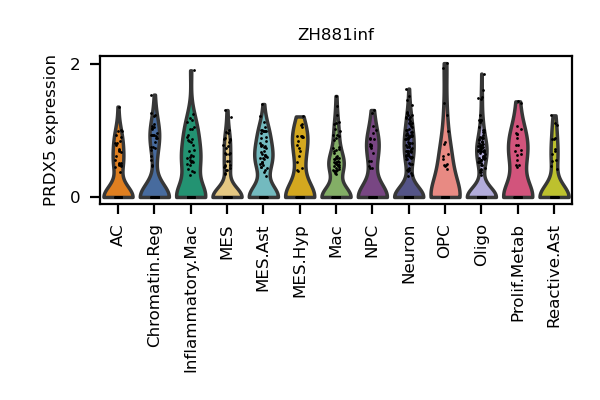 ZH881inf
PRDX5 expression
2
0
AC
Chromatin.Reg
Inflammatory.Mac
MES
MES.Ast
MES.Hyp
Mac
NPC
Neuron
OPC
Oligo
Prolif.Metab
Reactive.Ast